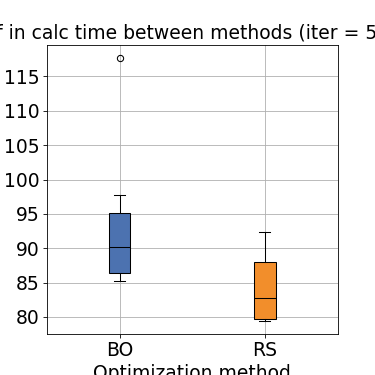 in calc time between methods (iter = 5
115
110
105
100
95
90
85
80
BO RS
Optimization method